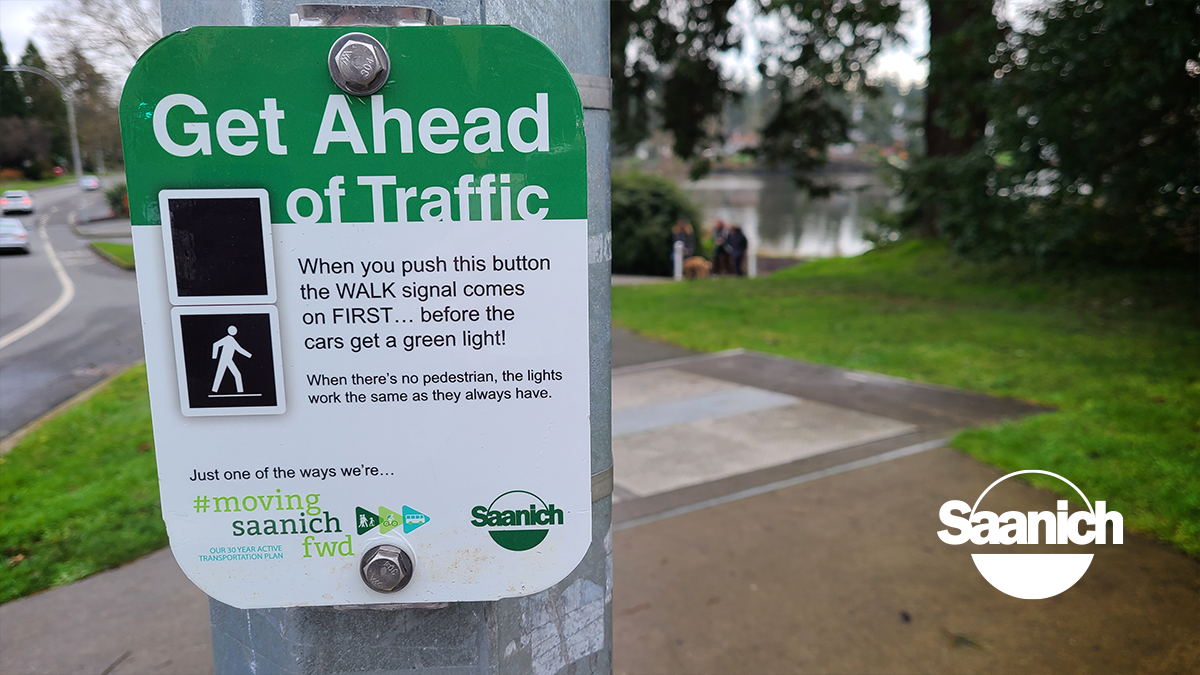 Get Ahead
of Traffic
When you push this button
the WALK signal comes
on FIRST... before the
cars get a green light!
When there's no pedestrian, the lights
work the same as they always have.
Just one of the ways we're...
#moving
saanich
fwd
OUR 30 YEAR ACTIVE
TRANSPORTATION PLAN
Saanich
Saanich
304